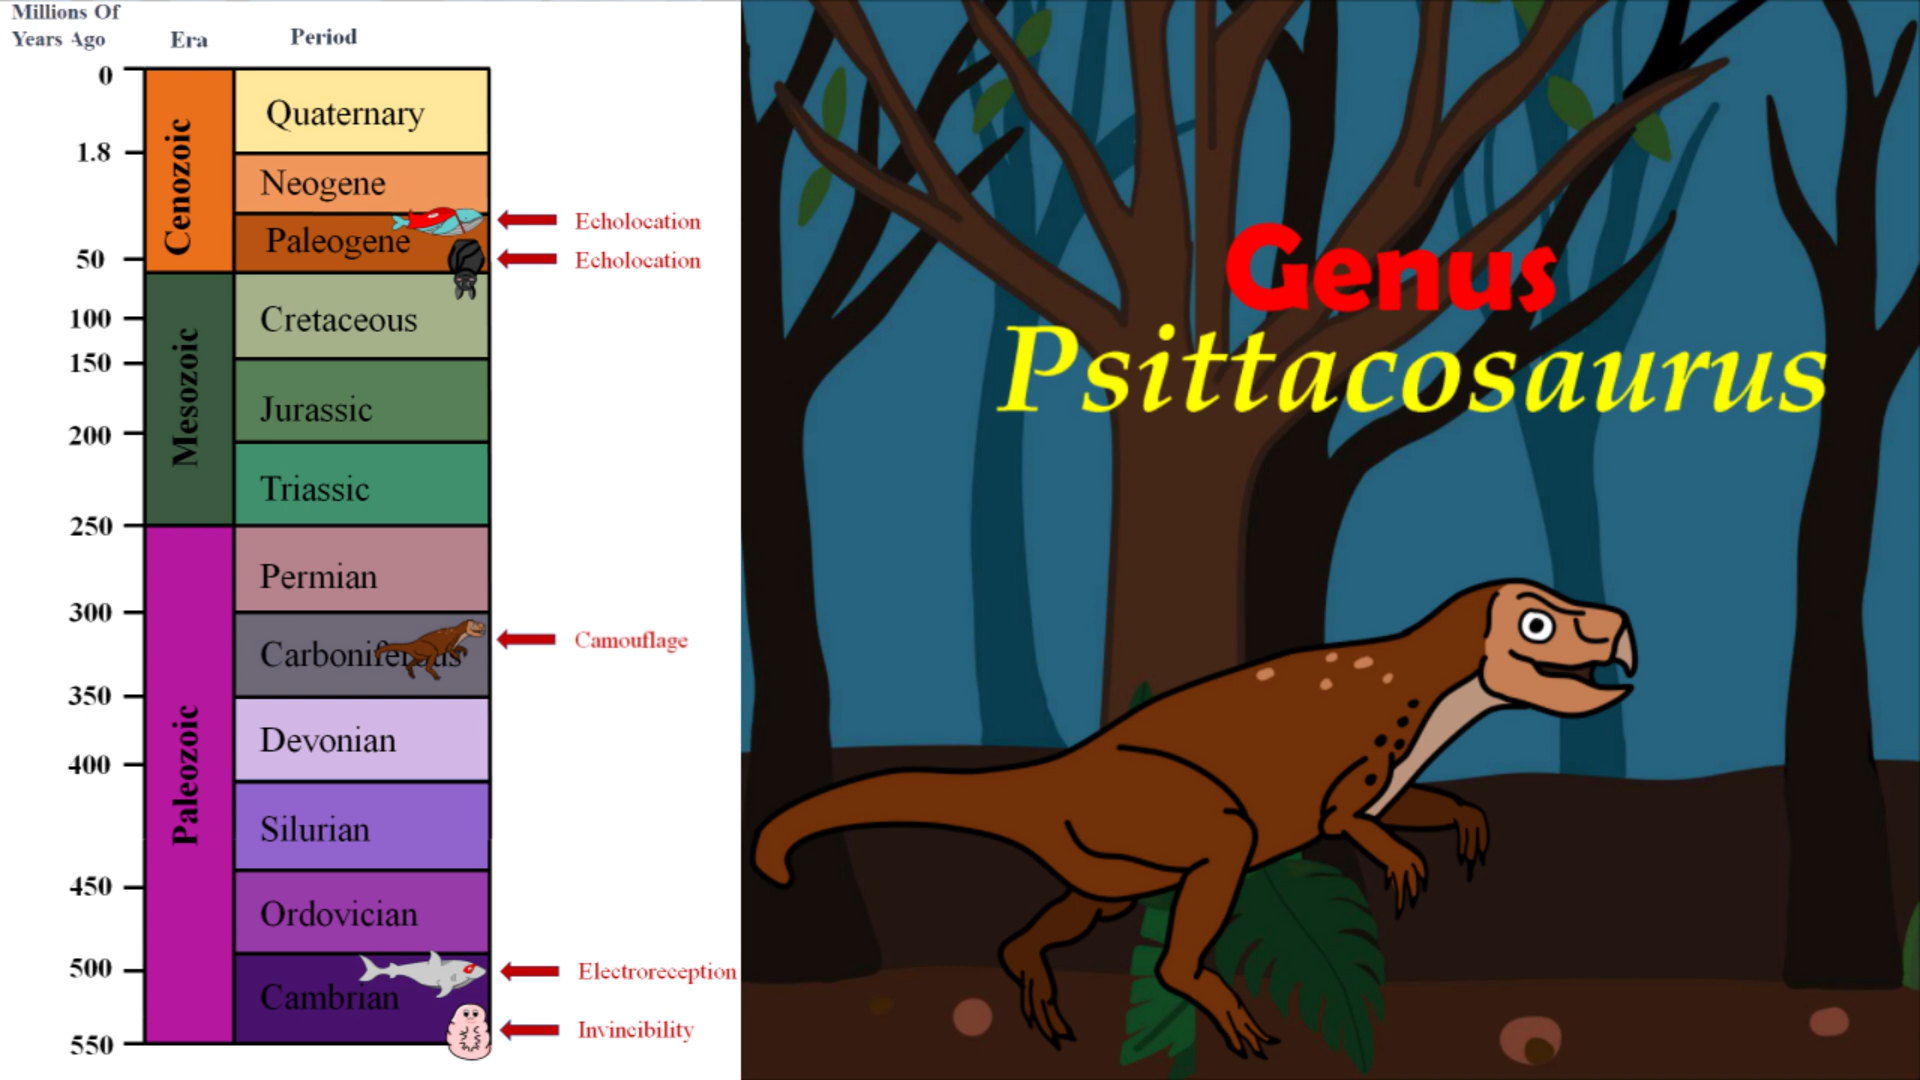 Millions Of
Years Ago
Era
Period
0
1.8
50
100
150
200
250
300
350
400
450
500
550
Cenozoic
Mesozoic
Paleozoic
Quaternary
Neogene
Paleogene
Cretaceous
Jurassic
Triassic
Permian
Carboniferous
Devonian
Silurian
Ordovician
Cambrian
Echolocation
Echolocation
Camouflage
Electroreception
Invincibility
Genus
Psittacosaurus